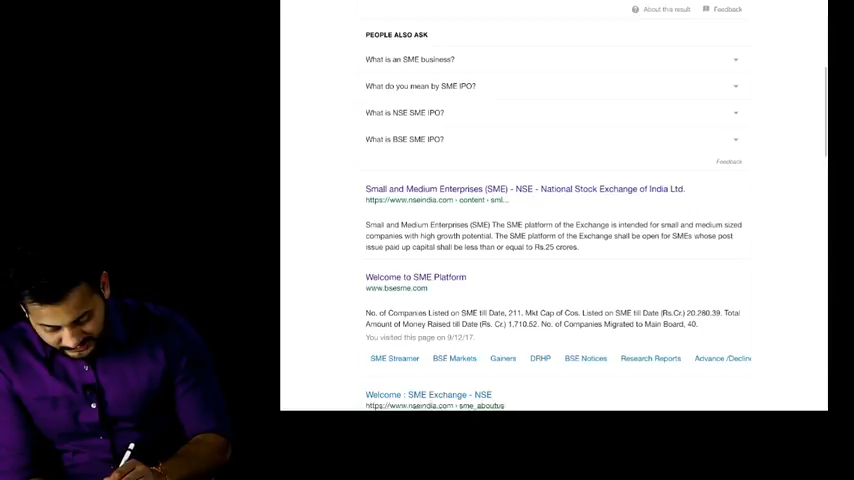 About this result Feedback
PEOPLE ALSO ASK
What is an SME business?
What do you mean by SME IPO?
What is NSE SME IPO?
What is BSE SME IPO?
Feedback
Small and Medium Enterprises (SME) - NSE - National Stock Exchange of India Ltd.
https://www.nseindia.com › content › sml...
Small and Medium Enterprises (SME) The SME platform of the Exchange is intended for small and medium sized
companies with high growth potential. The SME platform of the Exchange shall be open for SMEs whose post
issue paid up capital shall be less than or equal to Rs.25 crores.
Welcome to SME Platform
www.bsesme.com
No. of Companies Listed on SME till Date, 211. Mkt Cap of Cos. Listed on SME till Date (Rs.Cr.) 20,280.39. Total
Amount of Money Raised till Date (Rs. Cr.) 1,710.52. No. of Companies Migrated to Main Board, 40.
You visited this page on 9/12/17.
SME Streamer BSE Markets Gainers DRHP BSE Notices Research Reports Advance /Decline
Welcome : SME Exchange - NSE
https://www.nseindia.com › sme_aboutus